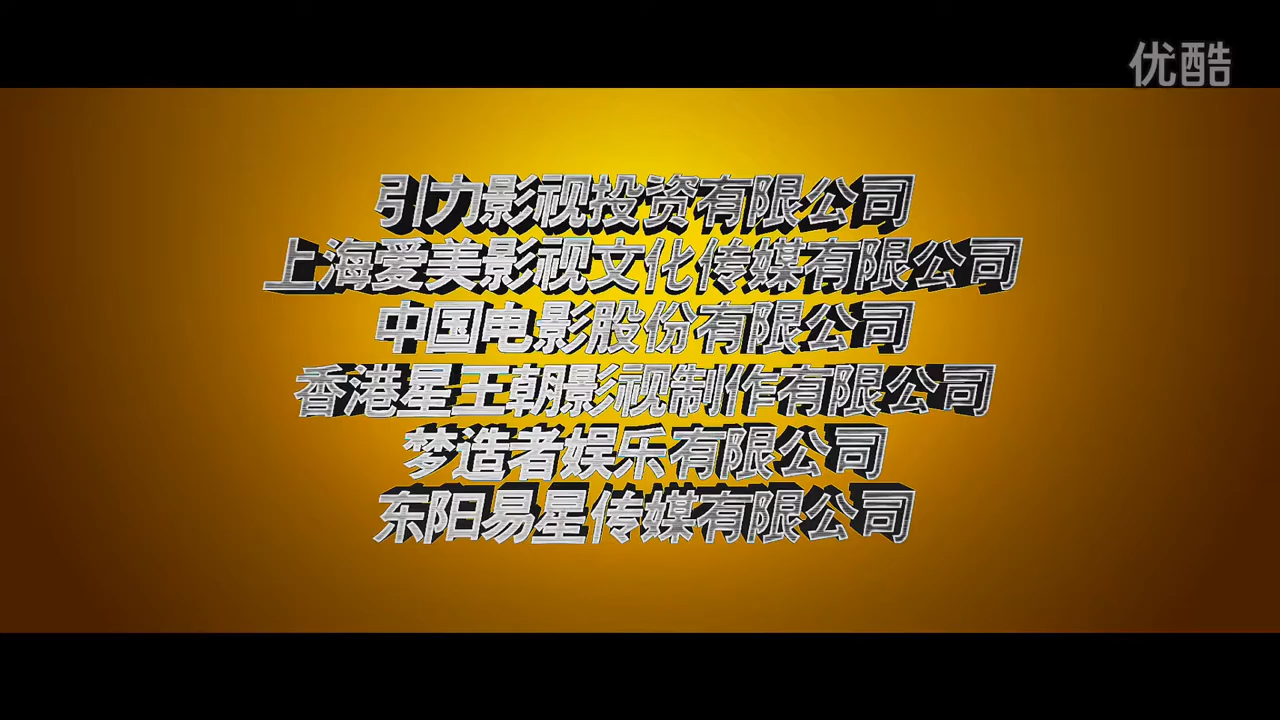 优酷
引力影视投资有限公司
上海爱美影视文化传媒有限公司
中国电影股份有限公司
香港星王朝影视制作有限公司
梦造者娱乐有限公司
东阳易星传媒有限公司